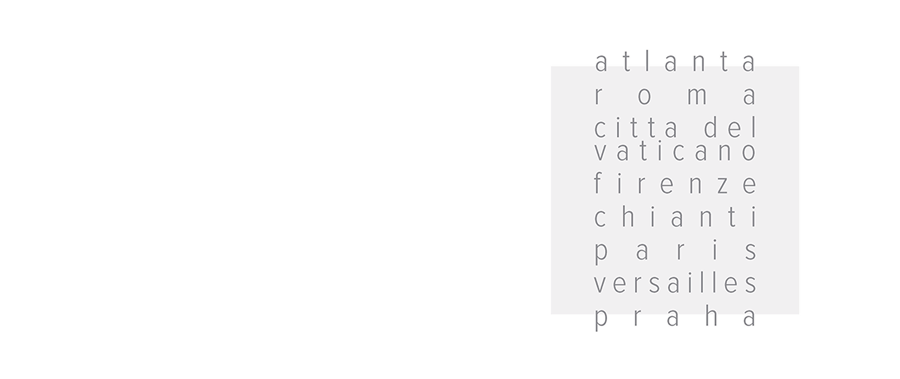 atlanta
roma
citta del
vaticano
firenze
chianti
paris
versailles
praha